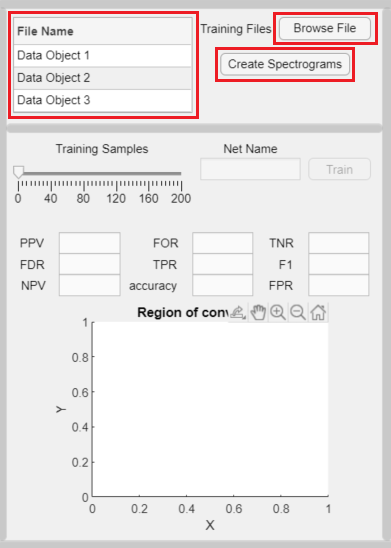 File Name
Data Object 1
Data Object 2
Data Object 3
Training Files
Browse File
Create Spectrograms
Training Samples
0 40 80 120 160 200
Net Name
Train
PPV FOR TNR
FDR TPR F1
NPV accuracy FPR
Region of conv
1
0.8
0.6
0.4
0.2
0
Y
0 0.2 0.4 0.6 0.8 1
X